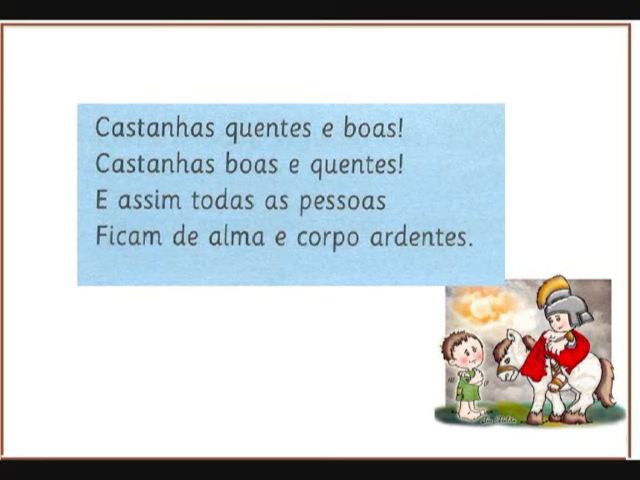 Castanhas quentes e boas!
Castanhas boas e quentes!
E assim todas as pessoas
Ficam de alma e corpo ardentes.